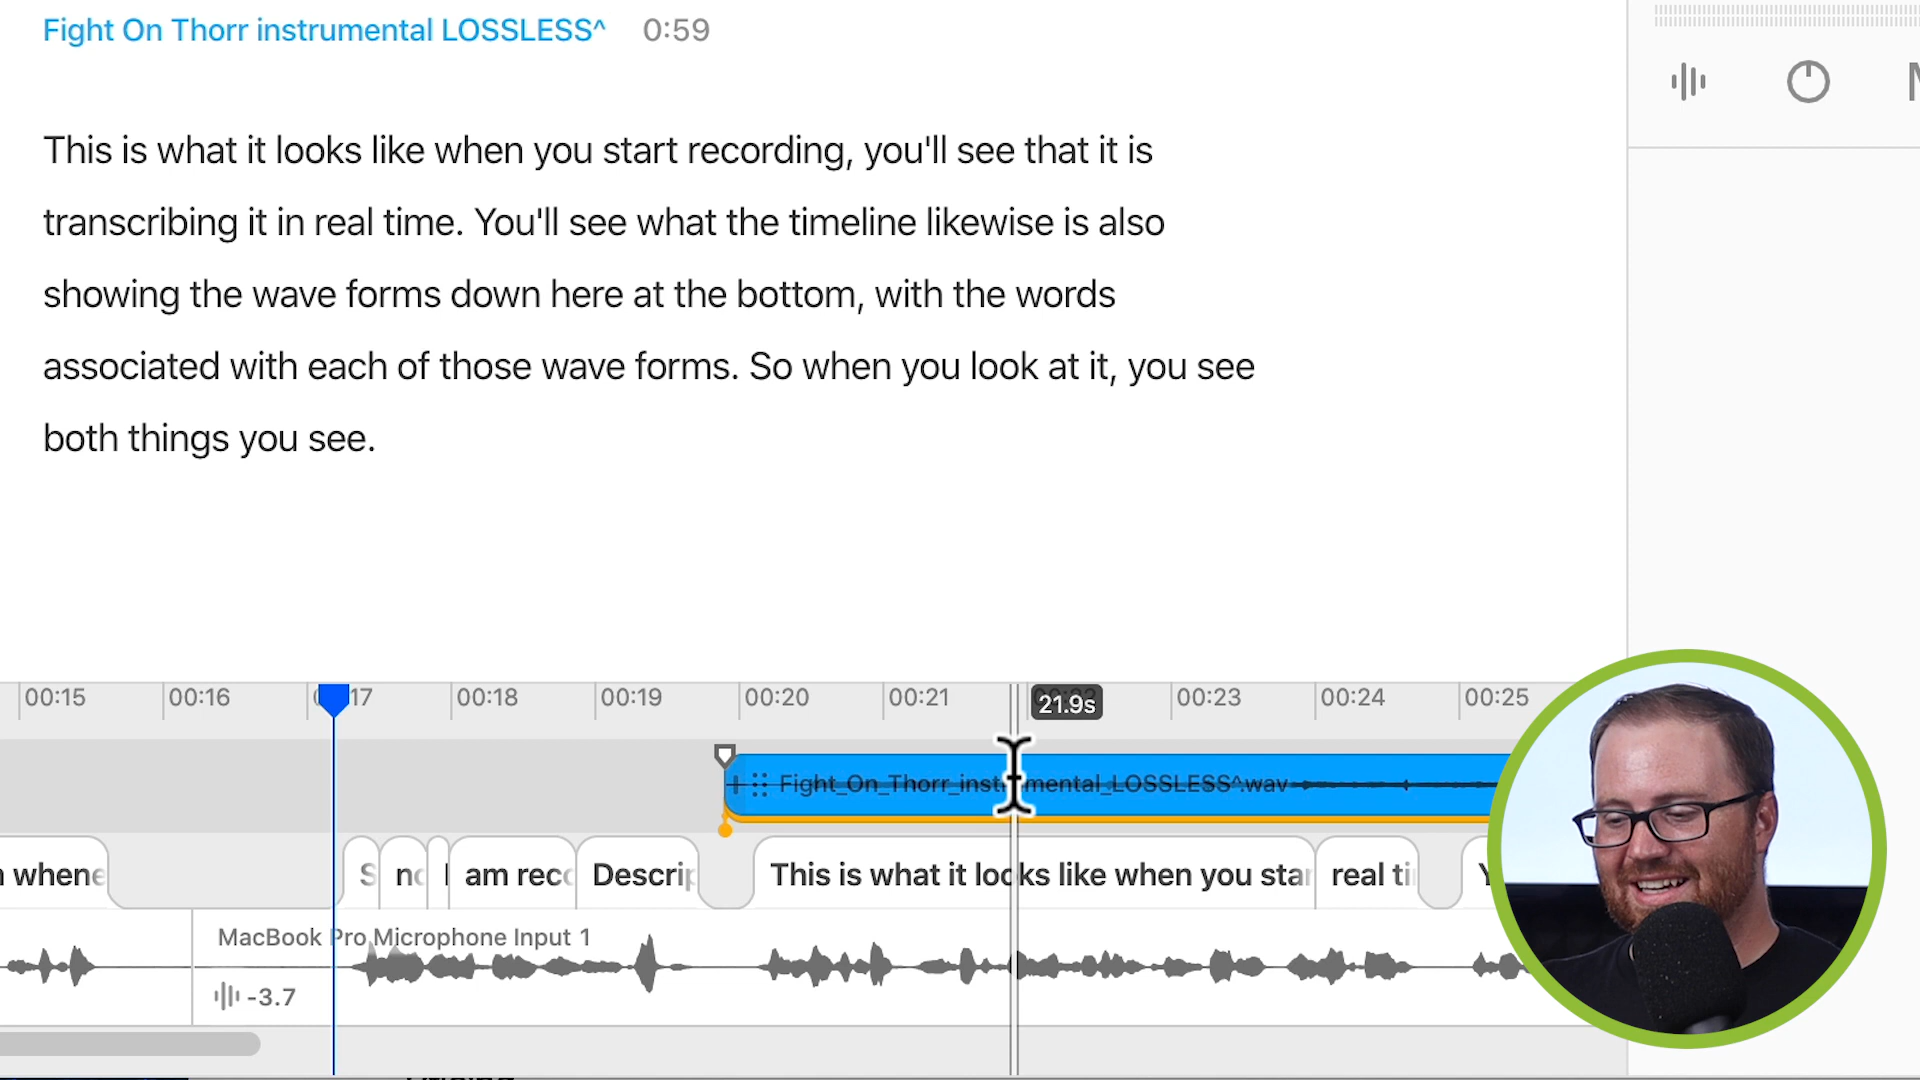 Fight On Thorr instrumental LOSSLESS^ 0:59
This is what it looks like when you start recording, you'll see that it is
transcribing it in real time. You'll see what the timeline likewise is also
showing the wave forms down here at the bottom, with the words
associated with each of those wave forms. So when you look at it, you see
both things you see.
00:15 00:16 17 00:18 00:19 00:20 00:21 21.9s 00:23 00:24 00:25
Fight_On_Thorr_instrumental_LOSSLESS^.wav
whene am reco Descrip This is what it looks like when you star real ti
MacBook Pro Microphone Input 1
-3.7